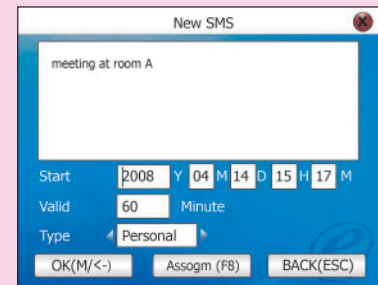 New SMS
meeting at room A
Start 2008 Y 04 M 14 D 15 H 17 M
Valid 60 Minute
Type Personal
OK(M/<-) Assogm (F8) BACK(ESC)